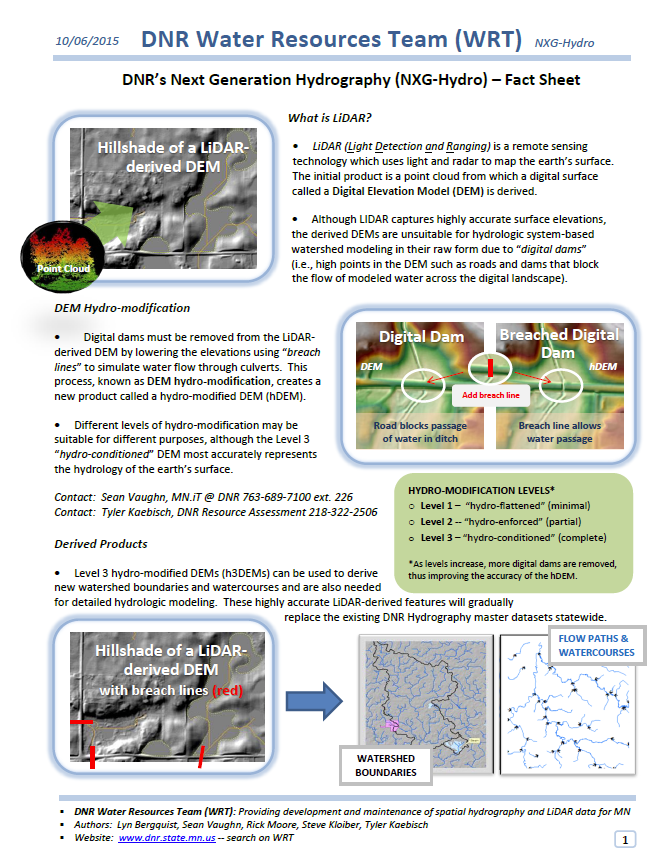 10/06/2015 DNR Water Resources Team (WRT) NXG-Hydro
DNR's Next Generation Hydrography (NXG-Hydro) – Fact Sheet
Hillshade of a LiDAR-
derived DEM
Point Cloud
What is LiDAR?
• LiDAR (Light Detection and Ranging) is a remote sensing
technology which uses light and radar to map the earth's surface.
The initial product is a point cloud from which a digital surface
called a Digital Elevation Model (DEM) is derived.
• Although LIDAR captures highly accurate surface elevations,
the derived DEMs are unsuitable for hydrologic system-based
watershed modeling in their raw form due to "digital dams"
(i.e., high points in the DEM such as roads and dams that block
the flow of modeled water across the digital landscape).
DEM Hydro-modification
• Digital dams must be removed from the LiDAR-
derived DEM by lowering the elevations using "breach
lines" to simulate water flow through culverts. This
process, known as DEM hydro-modification, creates a
new product called a hydro-modified DEM (hDEM).
• Different levels of hydro-modification may be
suitable for different purposes, although the Level 3
"hydro-conditioned" DEM most accurately represents
the hydrology of the earth's surface.
Contact: Sean Vaughn, MN.iT @ DNR 763-689-7100 ext. 226
Contact: Tyler Kaebisch, DNR Resource Assessment 218-322-2506
Digital Dam
DEM
Breached Digital
Dam
hDEM
Add breach line
Road blocks passage
of water in ditch
Breach line allows
water passage
HYDRO-MODIFICATION LEVELS*
o Level 1 – "hydro-flattened" (minimal)
o Level 2 -- "hydro-enforced" (partial)
o Level 3 – "hydro-conditioned" (complete)
*As levels increase, more digital dams are removed,
thus improving the accuracy of the hDEM.
Derived Products
• Level 3 hydro-modified DEMs (h3DEMs) can be used to derive
new watershed boundaries and watercourses and are also needed
for detailed hydrologic modeling. These highly accurate LiDAR-derived features will gradually
replace the existing DNR Hydrography master datasets statewide.
Hillshade of a LiDAR-
derived DEM
with breach lines (red)
WATERSHED
BOUNDARIES
FLOW PATHS &
WATERCOURSES
▪ DNR Water Resources Team (WRT): Providing development and maintenance of spatial hydrography and LiDAR data for MN
▪ Authors: Lyn Bergquist, Sean Vaughn, Rick Moore, Steve Kloiber, Tyler Kaebisch
▪ Website: www.dnr.state.mn.us -- search on WRT
1